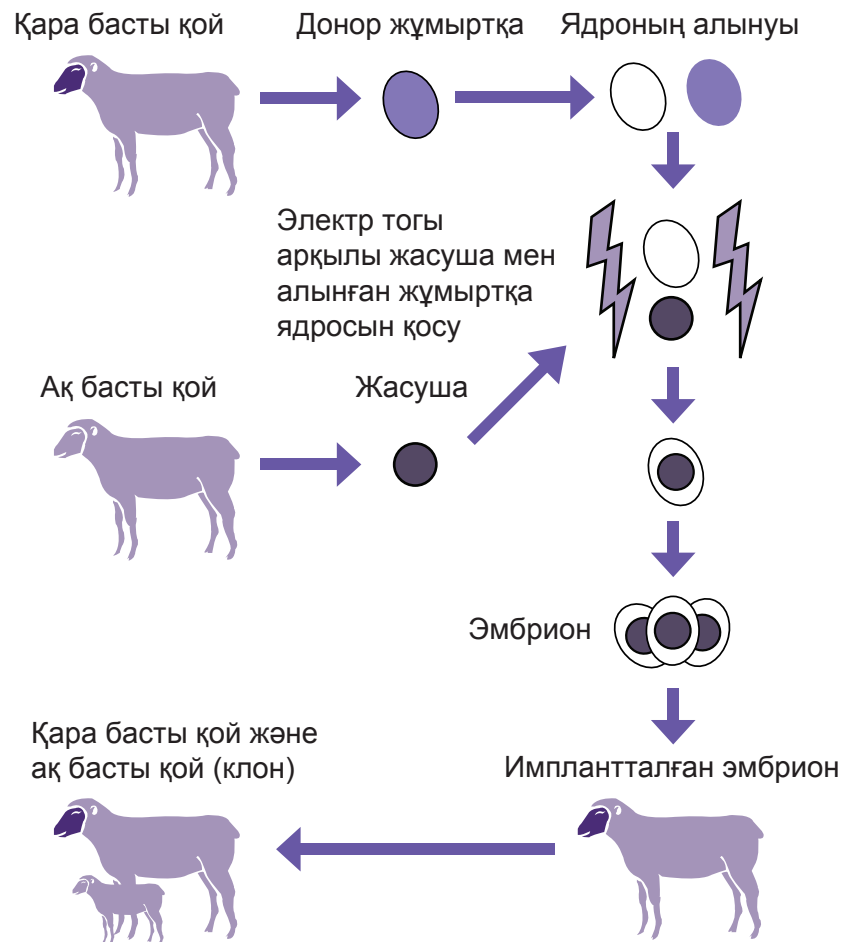 Қара басты қой
Донор жұмыртқа
Ядроның алынуы
Электр тогы
арқылы жасуша мен
алынған жұмыртқа
ядросын қосу
Ақ басты қой
Жасуша
Эмбрион
Қара басты қой және
ақ басты қой (клон)
Имплантталған эмбрион